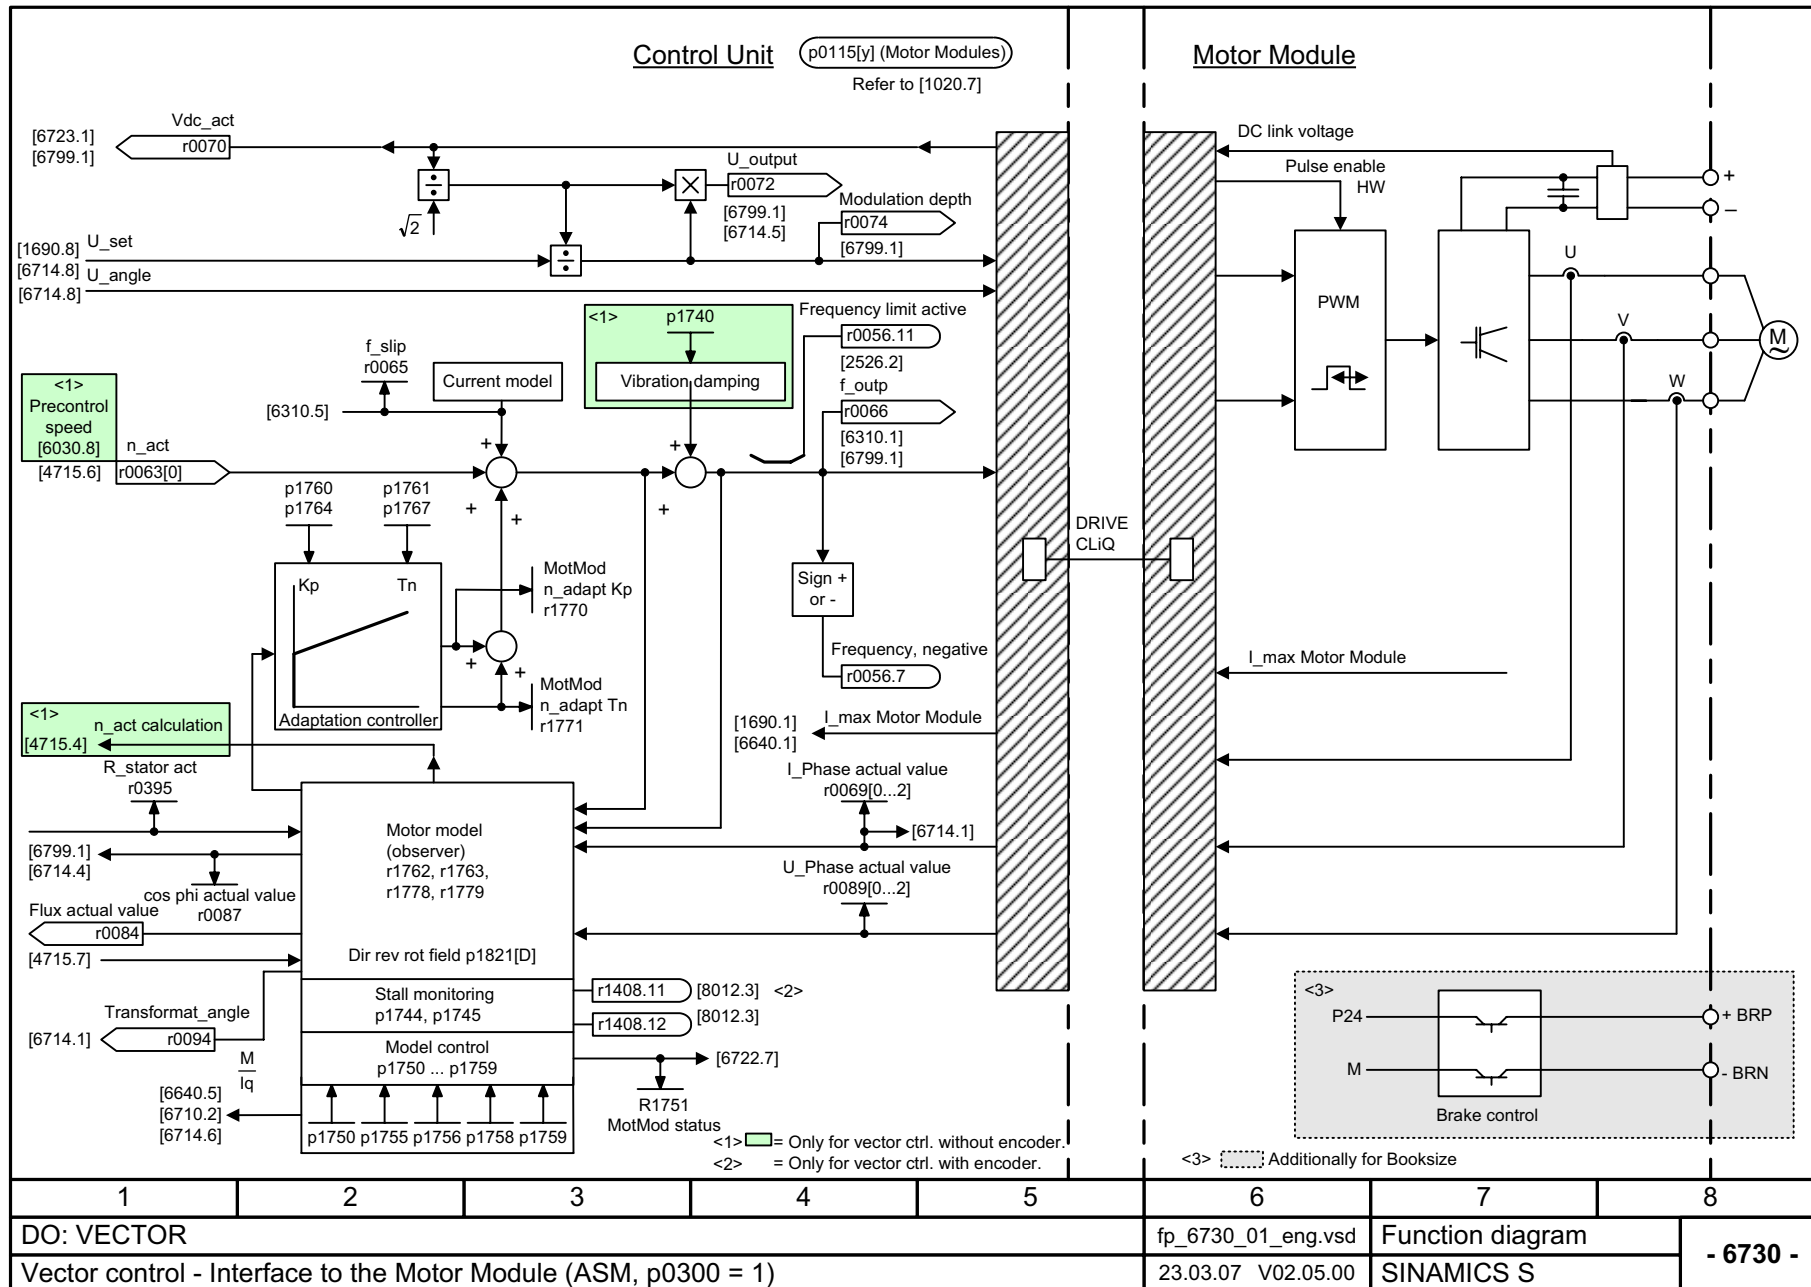 Control Unit
p0115[y] (Motor Modules)
Refer to [1020.7]
Motor Module
[6723.1]
[6799.1]
Vdc_act
r0070
÷
√2
×
U_output
r0072
[6799.1]
[6714.5]
Modulation depth
r0074
[6799.1]
[1690.8]
[6714.8]
U_set
÷
U_angle
[6714.8]
<1>
p1740
Vibration damping
Frequency limit active
r0056.11
[2526.2]
f_outp
r0066
[6310.1]
[6799.1]
f_slip
r0065
[6310.5]
Current model
<1>
Precontrol
speed
[6030.8]
n_act
[4715.6]
r0063[0]
+
+
+
+
+
p1760
p1764
p1761
p1767
Kp
Tn
Adaptation controller
MotMod
n_adapt Kp
r1770
+
+
MotMod
n_adapt Tn
r1771
Sign +
or -
Frequency, negative
r0056.7
<1>
n_act calculation
[4715.4]
[1690.1]
[6640.1]
I_max Motor Module
R_stator act
r0395
I_Phase actual value
r0069[0...2]
[6714.1]
[6799.1]
[6714.4]
cos phi actual value
r0087
U_Phase actual value
r0089[0...2]
Motor model
(observer)
r1762, r1763,
r1778, r1779
Dir rev rot field p1821[D]
Flux actual value
r0084
[4715.7]
Stall monitoring
p1744, p1745
r1408.11
[8012.3]
<2>
r1408.12
[8012.3]
Transformat_angle
[6714.1]
r0094
Model control
p1750 ... p1759
[6722.7]
R1751
MotMod status
M
Iq
[6640.5]
[6710.2]
[6714.6]
p1750
p1755
p1756
p1758
p1759
<1> = Only for vector ctrl. without encoder.
<2> = Only for vector ctrl. with encoder.
DRIVE
CLiQ
DC link voltage
Pulse enable
HW
+
–
PWM
U
V
W
M
~
I_max Motor Module
<3>
P24
+ BRP
M
- BRN
Brake control
<3> Additionally for Booksize
1
2
3
4
5
6
7
8
DO: VECTOR
fp_6730_01_eng.vsd
Function diagram
- 6730 -
Vector control - Interface to the Motor Module (ASM, p0300 = 1)
23.03.07 V02.05.00
SINAMICS S